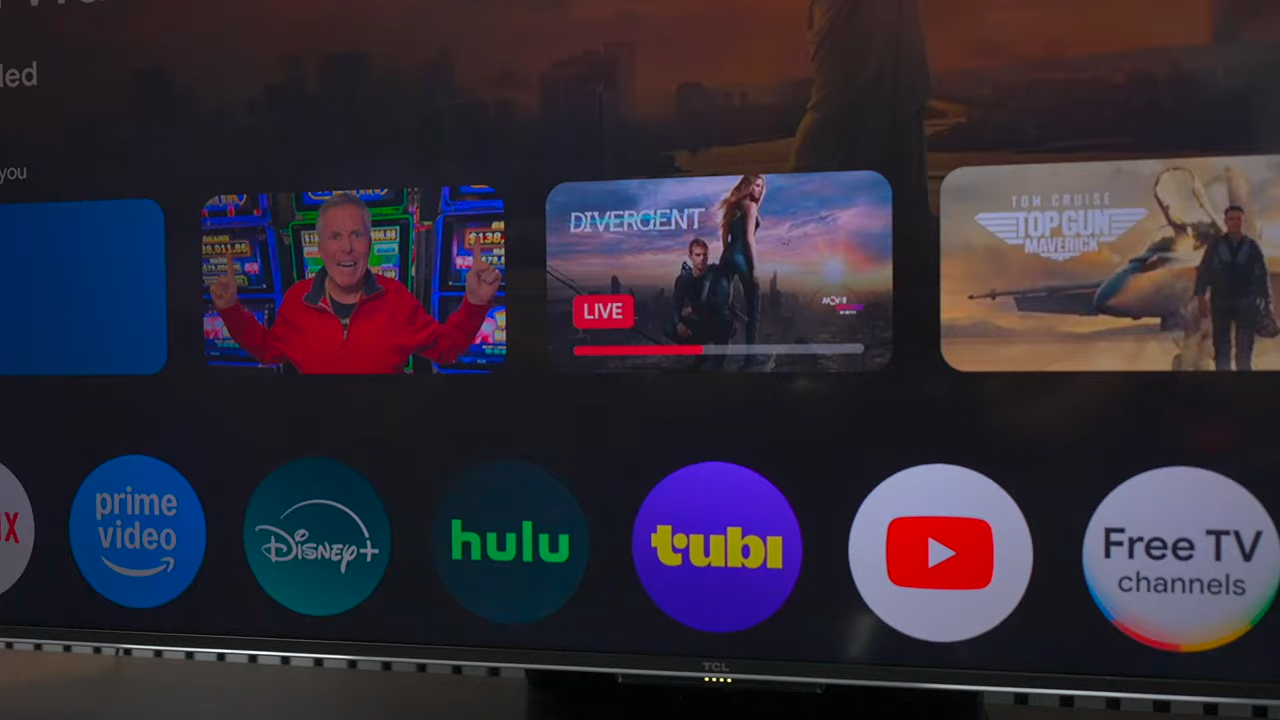 led
you
DIVERGENT
LIVE
TOM CRUISE
TOP GUN
MAVERICK
prime
video
Disney+
hulu
tubi
Free TV
channels
TCL